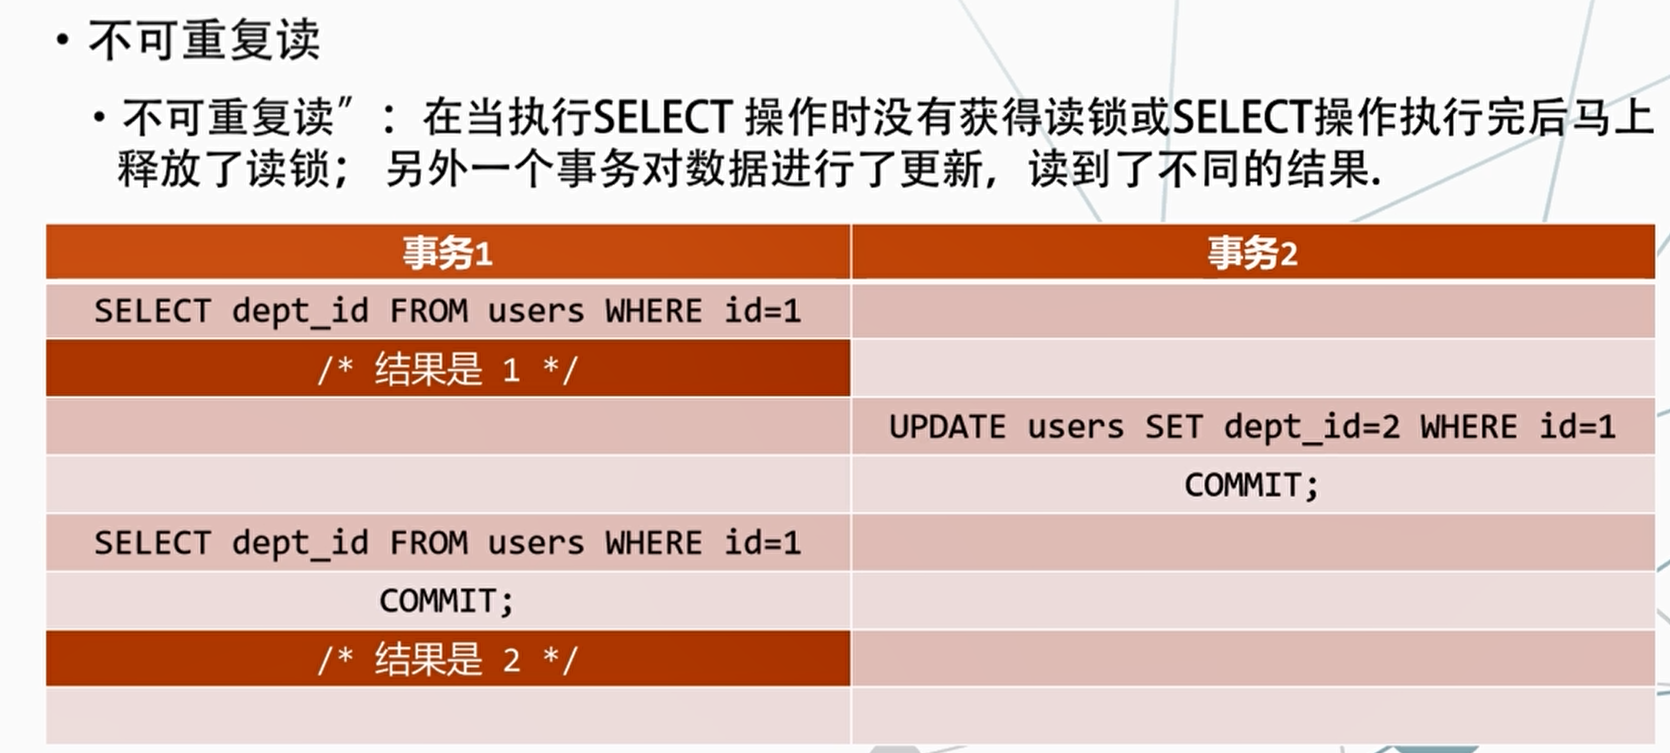 • 不可重复读
• 不可重复读”：在当执行SELECT 操作时没有获得读锁或SELECT操作执行完后马上
释放了读锁； 另外一个事务对数据进行了更新，读到了不同的结果.
事务1 事务2
SELECT dept_id FROM users WHERE id=1
/* 结果是 1 */
UPDATE users SET dept_id=2 WHERE id=1
COMMIT;
SELECT dept_id FROM users WHERE id=1
COMMIT;
/* 结果是 2 */